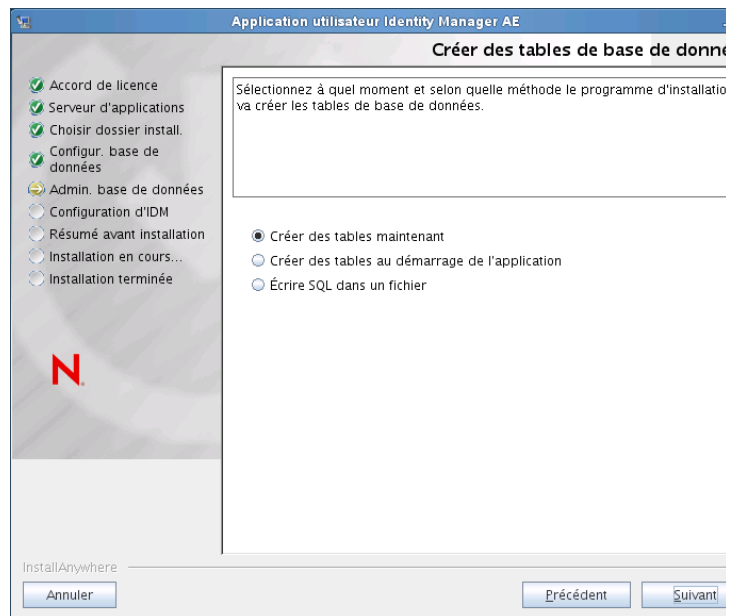 Application utilisateur Identity Manager AE
Créer des tables de base de donné
Accord de licence
Serveur d'applications
Choisir dossier install.
Configur. base de
données
Admin. base de données
Configuration d'IDM
Résumé avant installation
Installation en cours...
Installation terminée
N
Sélectionnez à quel moment et selon quelle méthode le programme d'installatio
va créer les tables de base de données.
Créer des tables maintenant
Créer des tables au démarrage de l'application
Écrire SQL dans un fichier
InstallAnywhere
Annuler
Précédent
Suivant